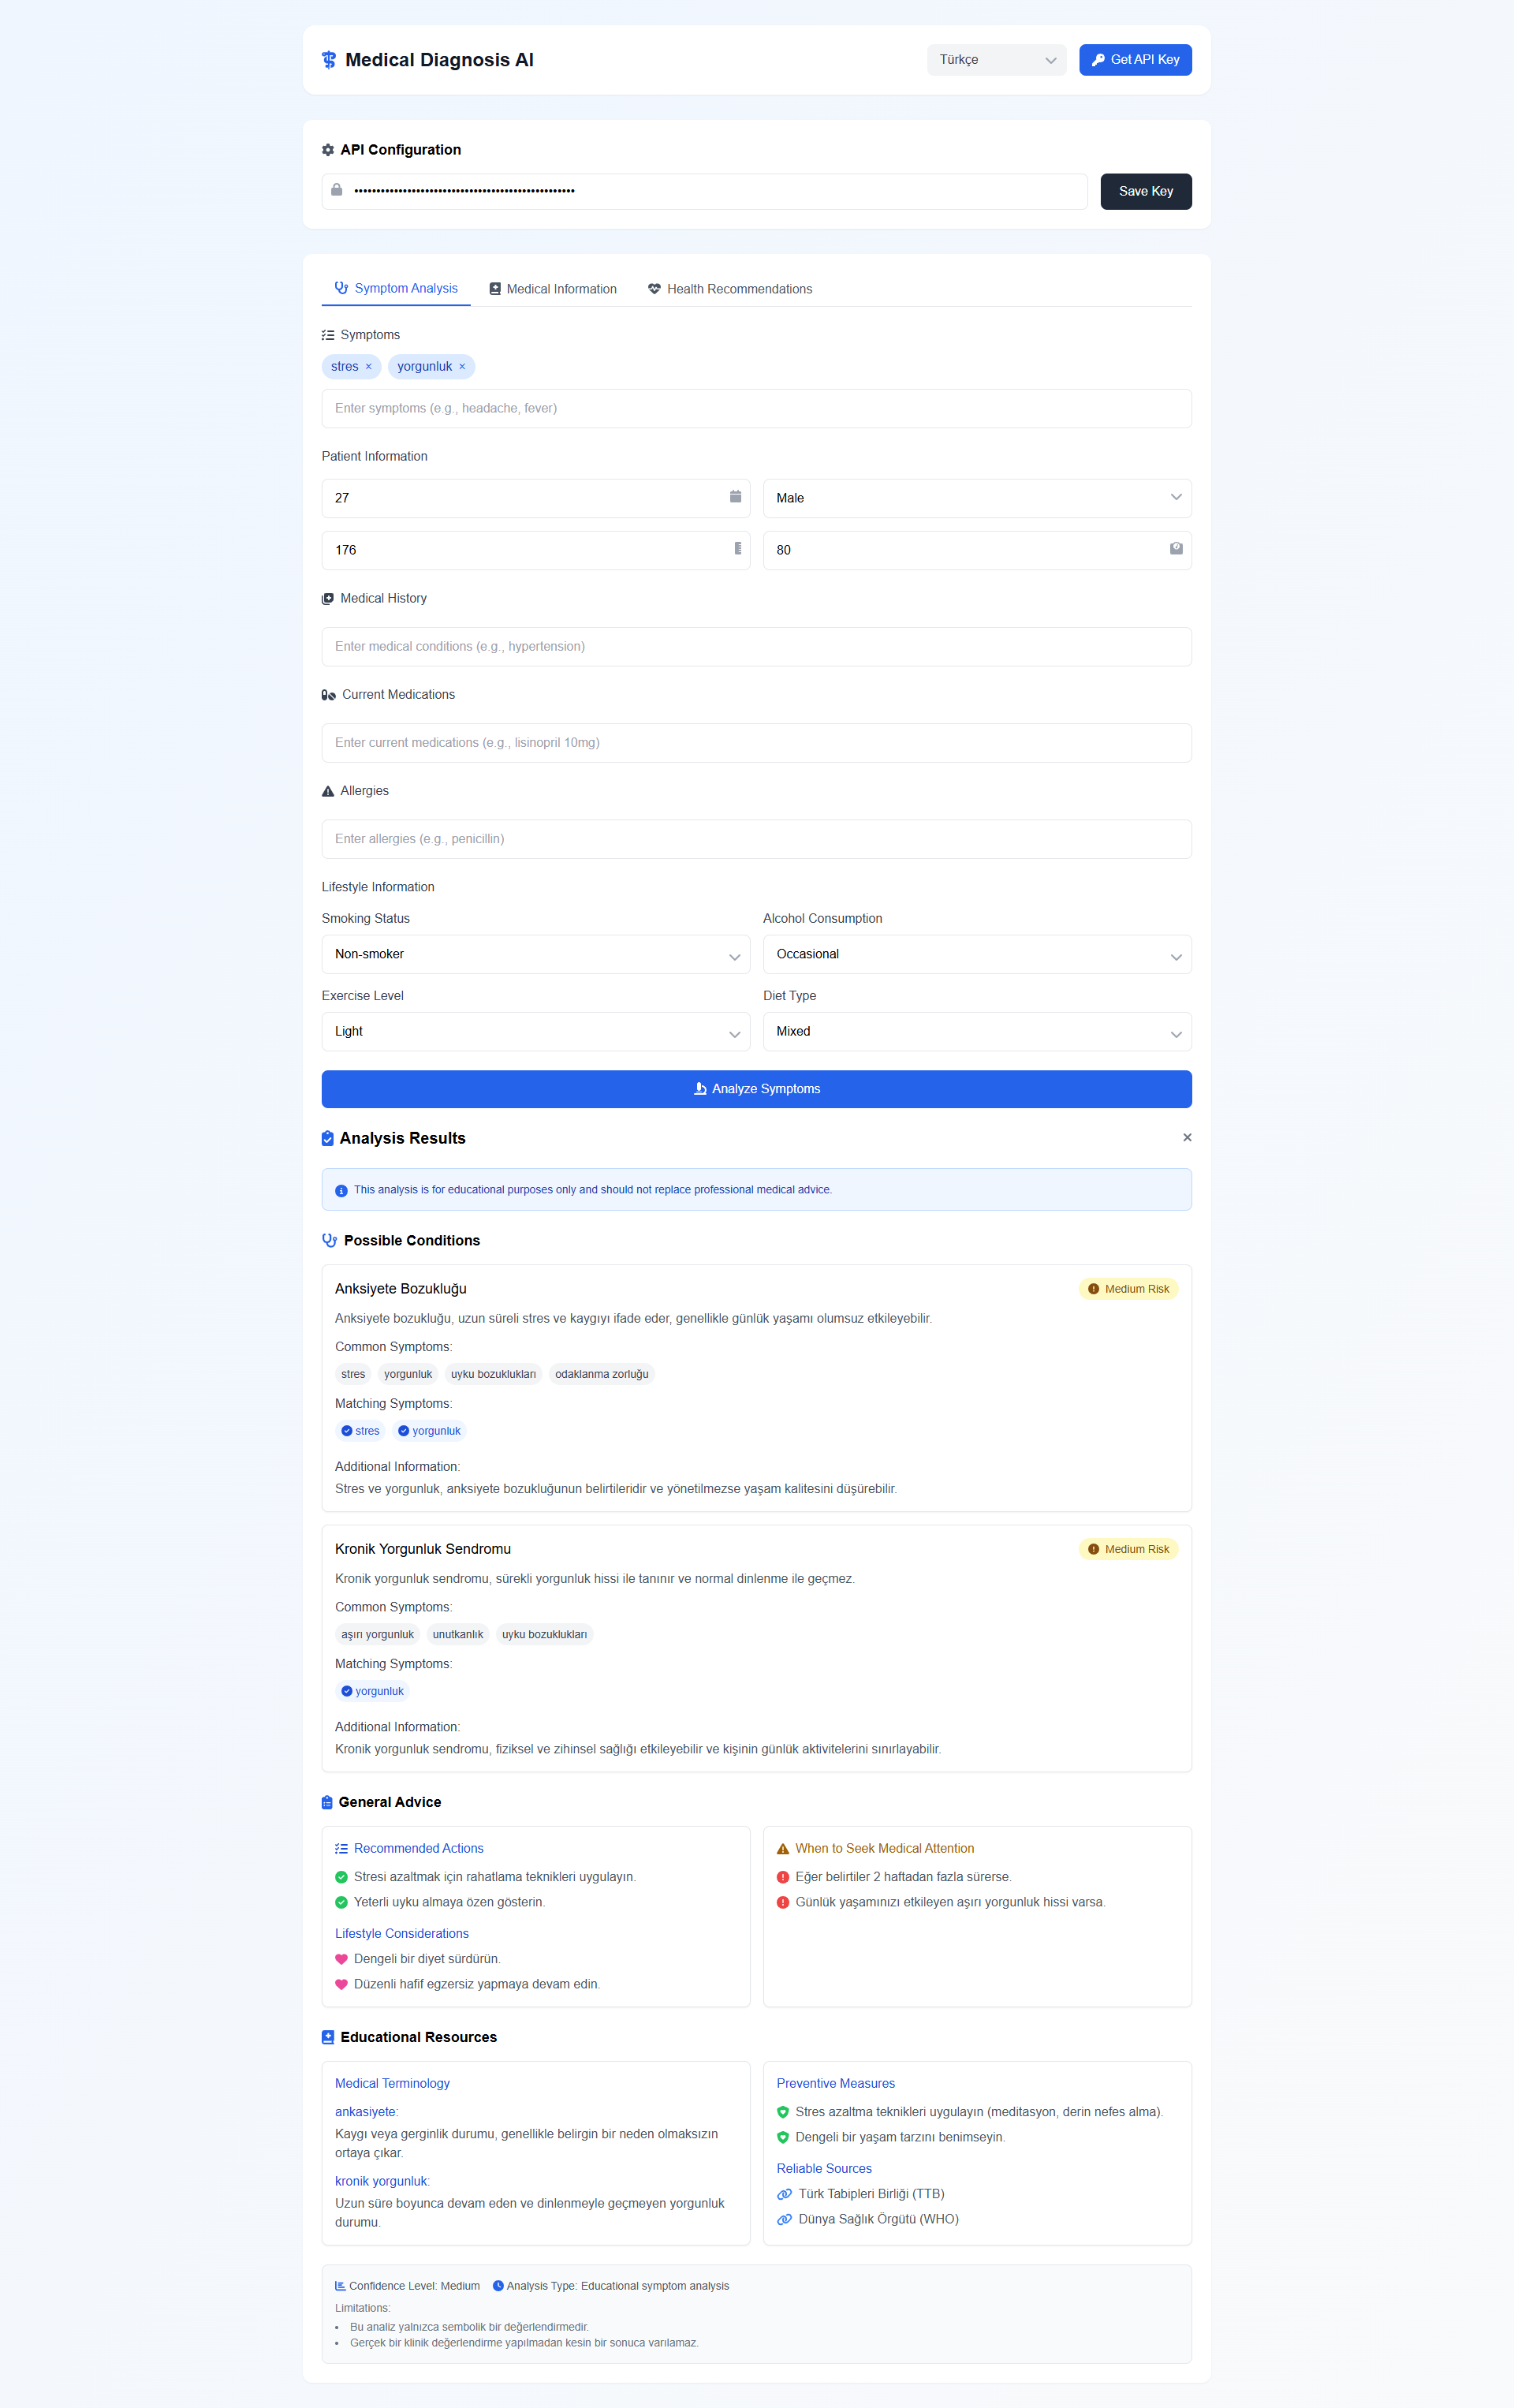 Medical Diagnosis AI
Türkçe
Get API Key
API Configuration
••••••••••••••••••••••••••••••••••••••••••••••••••
Save Key
Symptom Analysis
Medical Information
Health Recommendations
Symptoms
stres ×
yorgunluk ×
Enter symptoms (e.g., headache, fever)
Patient Information
27
Male
176
80
Medical History
Enter medical conditions (e.g., hypertension)
Current Medications
Enter current medications (e.g., lisinopril 10mg)
Allergies
Enter allergies (e.g., penicillin)
Lifestyle Information
Smoking Status
Alcohol Consumption
Non-smoker
Occasional
Exercise Level
Diet Type
Light
Mixed
Analyze Symptoms
Analysis Results
This analysis is for educational purposes only and should not replace professional medical advice.
Possible Conditions
Anksiyete Bozukluğu
Medium Risk
Anksiyete bozukluğu, uzun süreli stres ve kaygıyı ifade eder, genellikle günlük yaşamı olumsuz etkileyebilir.
Common Symptoms:
stres yorgunluk uyku bozuklukları odaklanma zorluğu
Matching Symptoms:
stres yorgunluk
Additional Information:
Stres ve yorgunluk, anksiyete bozukluğunun belirtileridir ve yönetilmezse yaşam kalitesini düşürebilir.
Kronik Yorgunluk Sendromu
Medium Risk
Kronik yorgunluk sendromu, sürekli yorgunluk hissi ile tanınır ve normal dinlenme ile geçmez.
Common Symptoms:
aşırı yorgunluk unutkanlık uyku bozuklukları
Matching Symptoms:
yorgunluk
Additional Information:
Kronik yorgunluk sendromu, fiziksel ve zihinsel sağlığı etkileyebilir ve kişinin günlük aktivitelerini sınırlayabilir.
General Advice
Recommended Actions
Stresi azaltmak için rahatlama teknikleri uygulayın.
Yeterli uyku almaya özen gösterin.
Lifestyle Considerations
Dengeli bir diyet sürdürün.
Düzenli hafif egzersiz yapmaya devam edin.
When to Seek Medical Attention
Eğer belirtiler 2 haftadan fazla sürerse.
Günlük yaşamınızı etkileyen aşırı yorgunluk hissi varsa.
Educational Resources
Medical Terminology
ankasiyete:
Kaygı veya gerginlik durumu, genellikle belirgin bir neden olmaksızın
ortaya çıkar.
kronik yorgunluk:
Uzun süre boyunca devam eden ve dinlenmeyle geçmeyen yorgunluk
durumu.
Preventive Measures
Stres azaltma teknikleri uygulayın (meditasyon, derin nefes alma).
Dengeli bir yaşam tarzını benimseyin.
Reliable Sources
Türk Tabipleri Birliği (TTB)
Dünya Sağlık Örgütü (WHO)
Confidence Level: Medium Analysis Type: Educational symptom analysis
Limitations:
• Bu analiz yalnızca sembolik bir değerlendirmedir.
• Gerçek bir klinik değerlendirme yapılmadan kesin bir sonuca varılamaz.